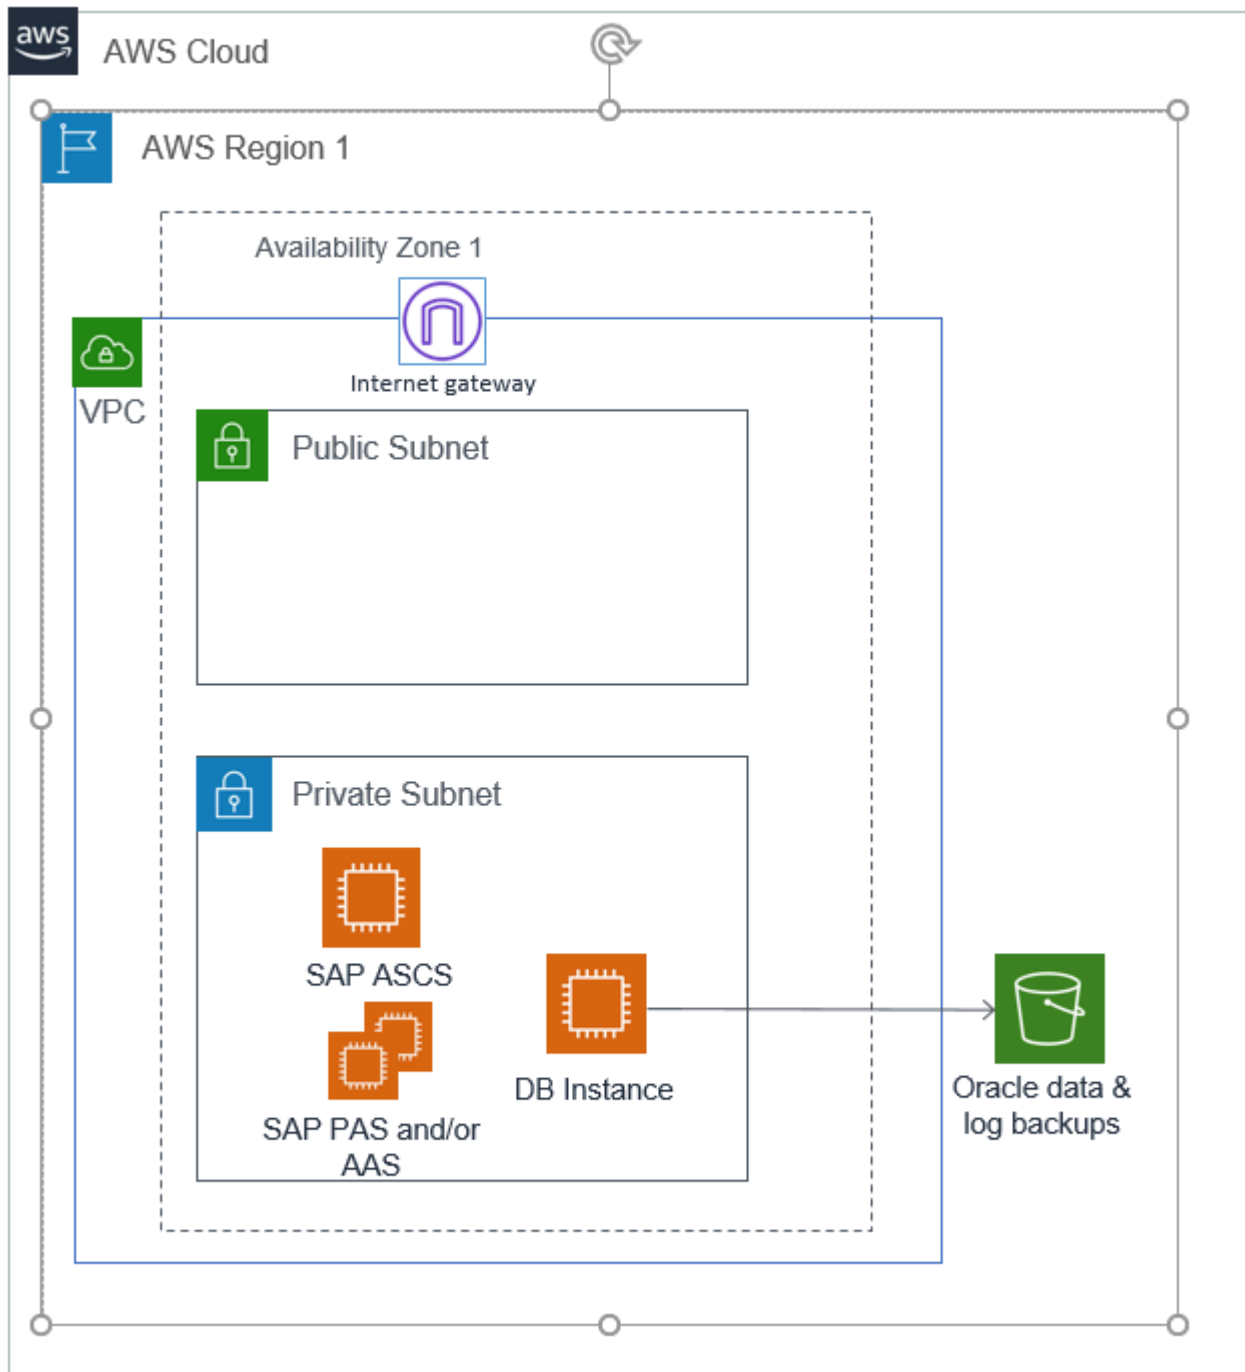 aws
AWS Cloud
AWS Region 1
Availability Zone 1
Internet gateway
VPC
Public Subnet
Private Subnet
SAP ASCS
DB Instance
SAP PAS and/or
AAS
Oracle data &
log backups